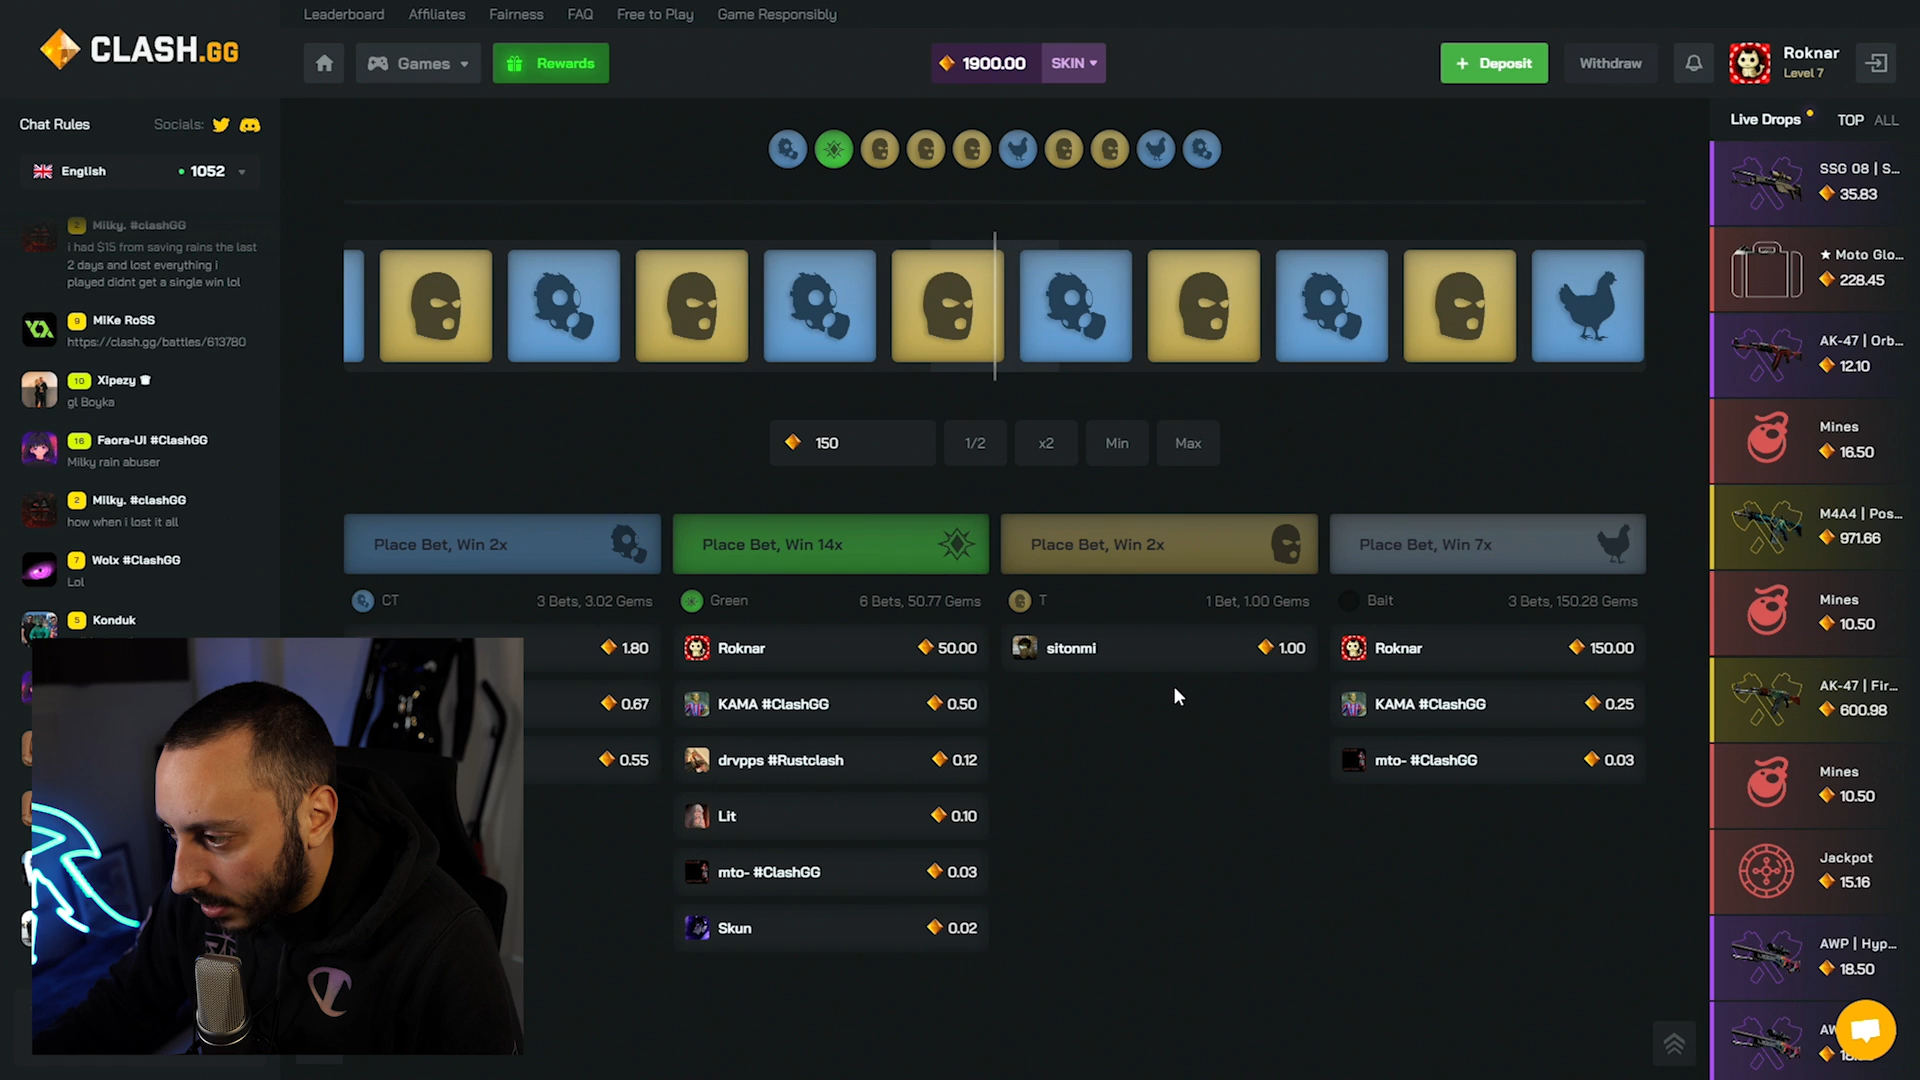 Leaderboard Affiliates Fairness FAQ Free to Play Game Responsibly
CLASH.GG
Games
Rewards
1900.00
SKIN
+ Deposit
Withdraw
Roknar
Level 7
Chat Rules
Socials:
English
1052
2 Milky. #clashGG
i had $15 from saving rains the last
2 days and lost everything i
played didnt get a single win lol
9 MiKe RoSS
https://clash.gg/battles/613780
10 Xipezy
gl Boyka
16 Faora-UI #ClashGG
Milky rain abuser
2 Milky. #clashGG
how when i lost it all
7 Wolx #ClashGG
Lol
5 Konduk
150
1/2
x2
Min
Max
Place Bet, Win 2x
Place Bet, Win 14x
Place Bet, Win 2x
Place Bet, Win 7x
CT 3 Bets, 3.02 Gems
Green 6 Bets, 50.77 Gems
T 1 Bet, 1.00 Gems
Bait 3 Bets, 150.28 Gems
1.80
0.67
0.55
Roknar 50.00
KAMA #ClashGG 0.50
drvpps #Rustclash 0.12
Lit 0.10
mto- #ClashGG 0.03
Skun 0.02
sitonmi 1.00
Roknar 150.00
KAMA #ClashGG 0.25
mto- #ClashGG 0.03
Live Drops TOP ALL
SSG 08 | S...
35.83
★ Moto Glo...
228.45
AK-47 | Orb...
12.10
Mines
16.50
M4A4 | Pos...
971.66
Mines
10.50
AK-47 | Fir...
600.98
Mines
10.50
Jackpot
15.16
AWP | Hyp...
18.50